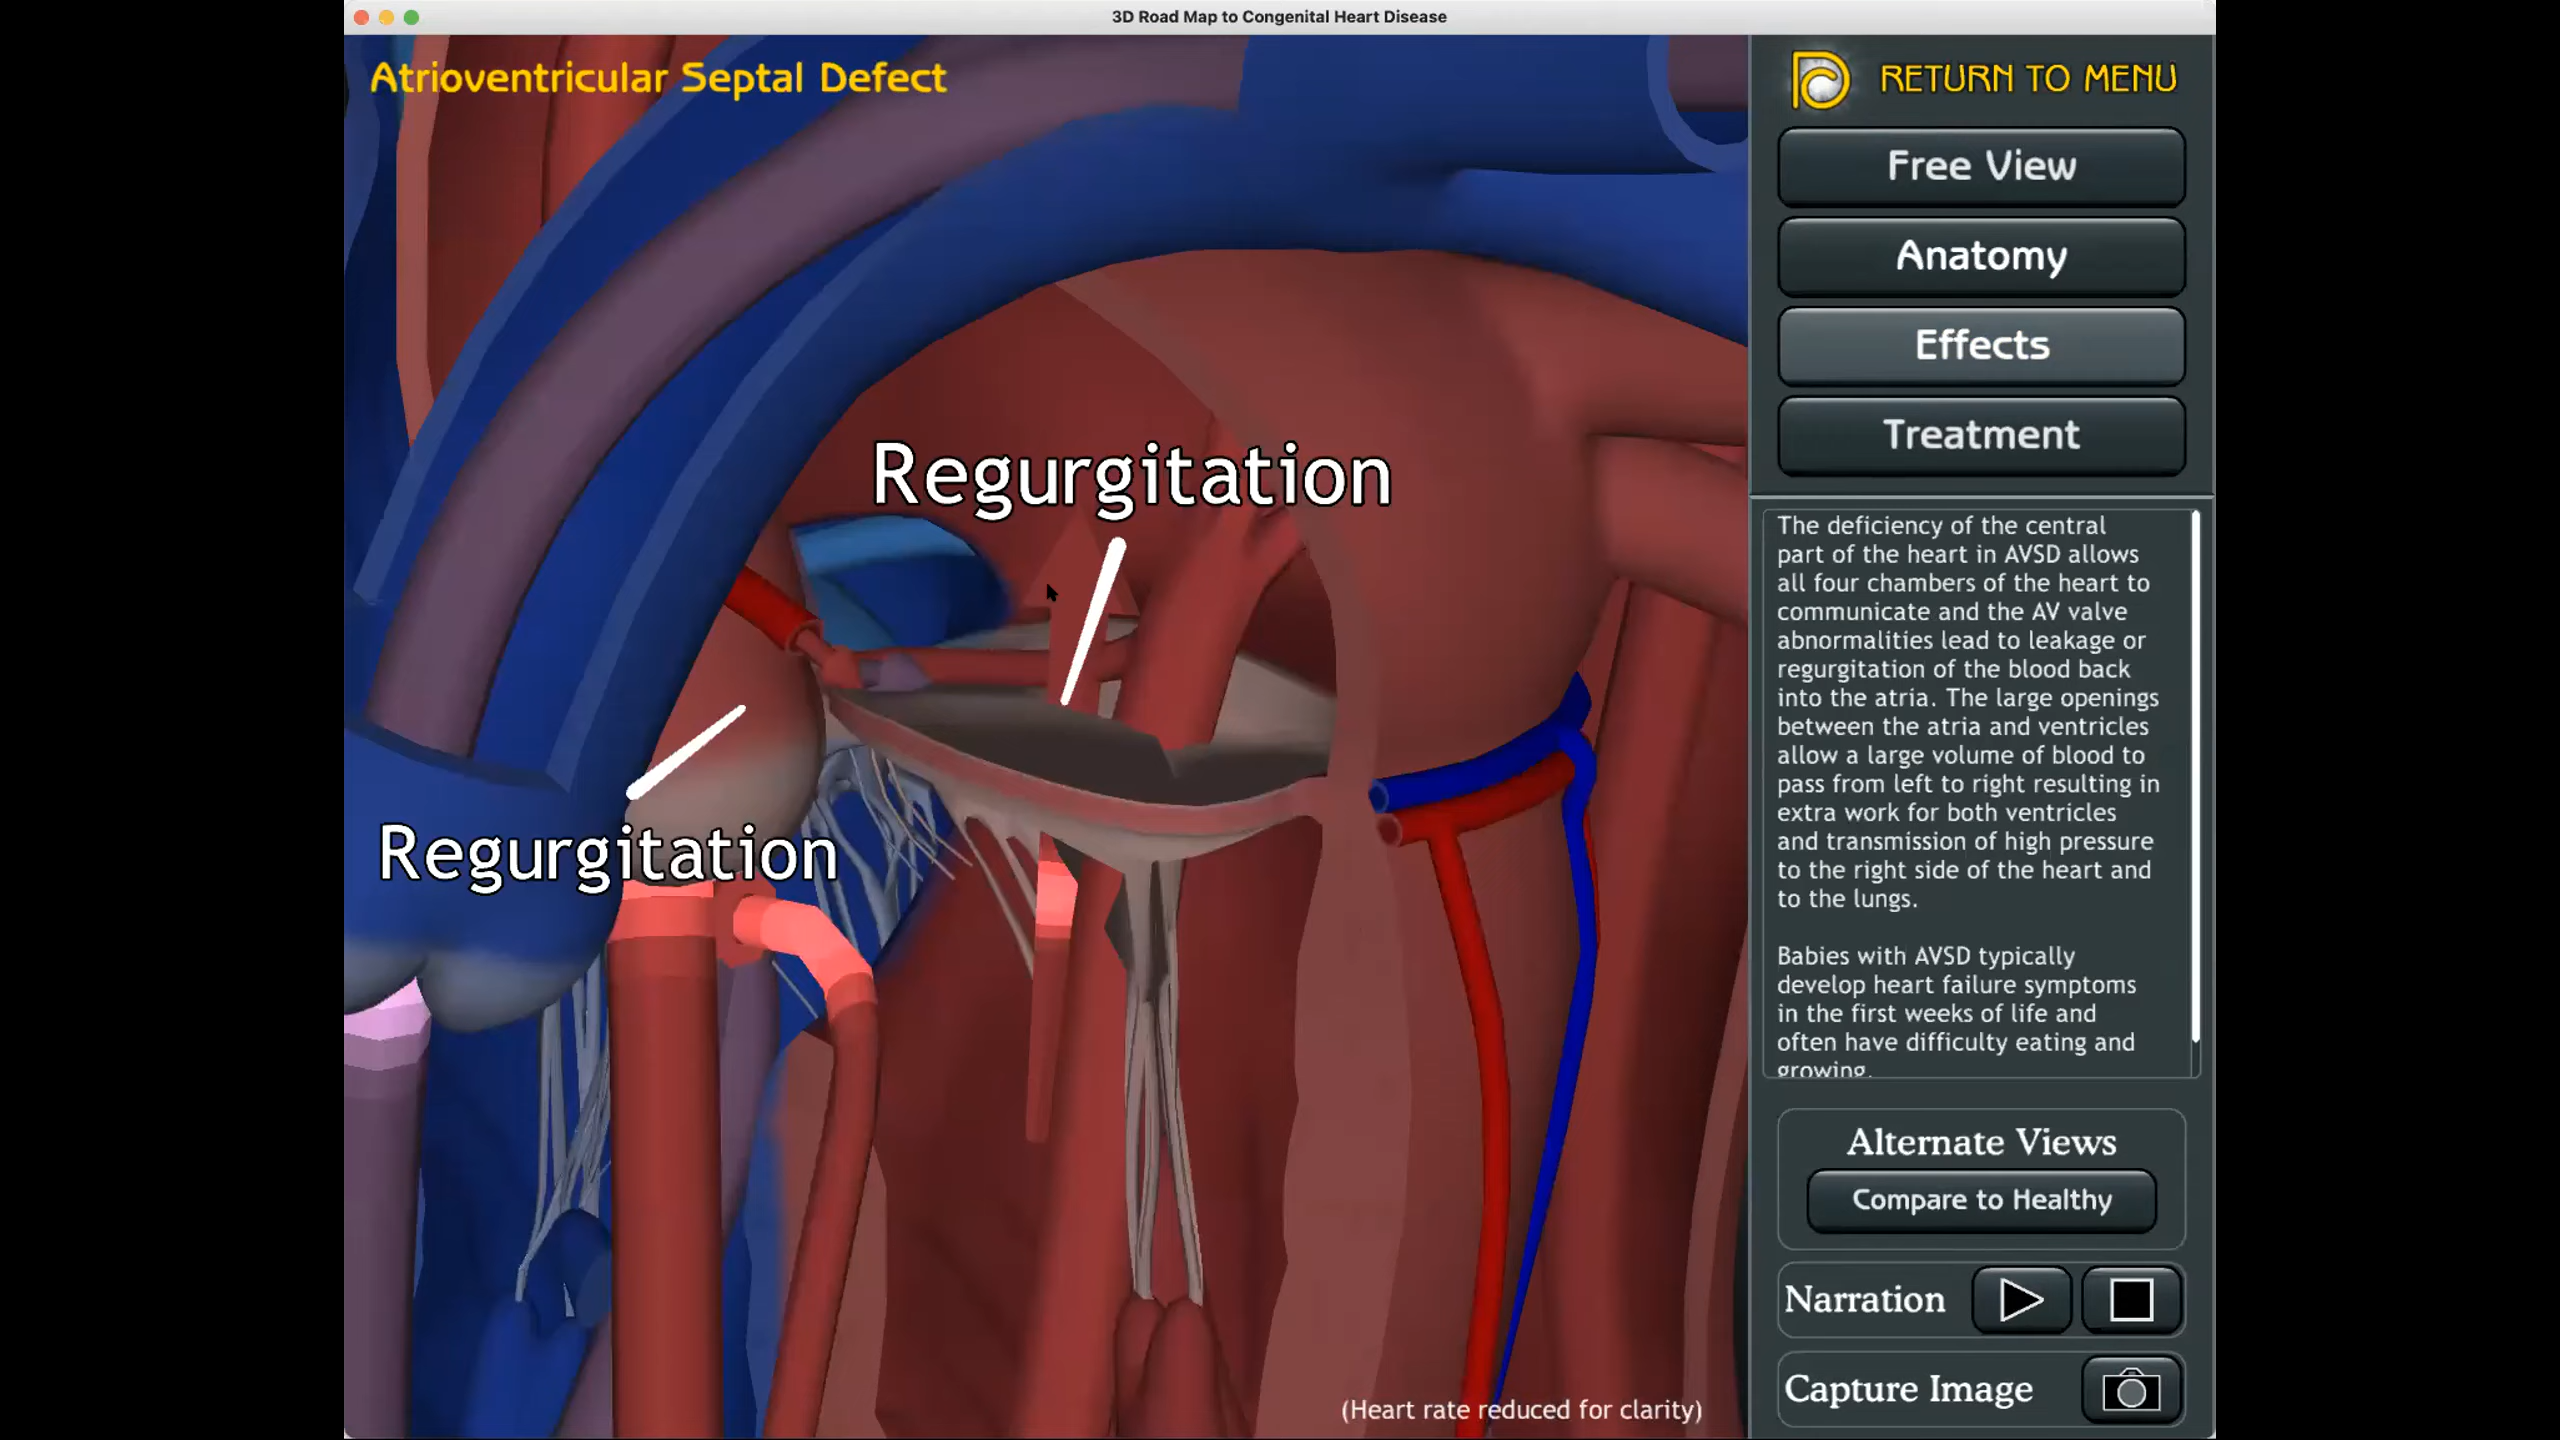 3D Road Map to Congenital Heart Disease
Atrioventricular Septal Defect
RETURN TO MENU
Free View
Anatomy
Effects
Treatment
Regurgitation
Regurgitation
The deficiency of the central
part of the heart in AVSD allows
all four chambers of the heart to
communicate and the AV valve
abnormalities lead to leakage or
regurgitation of the blood back
into the atria. The large openings
between the atria and ventricles
allow a large volume of blood to
pass from left to right resulting in
extra work for both ventricles
and transmission of high pressure
to the right side of the heart and
to the lungs.
Babies with AVSD typically
develop heart failure symptoms
in the first weeks of life and
often have difficulty eating and
growing.
Alternate Views
Compare to Healthy
Narration
Capture Image
(Heart rate reduced for clarity)